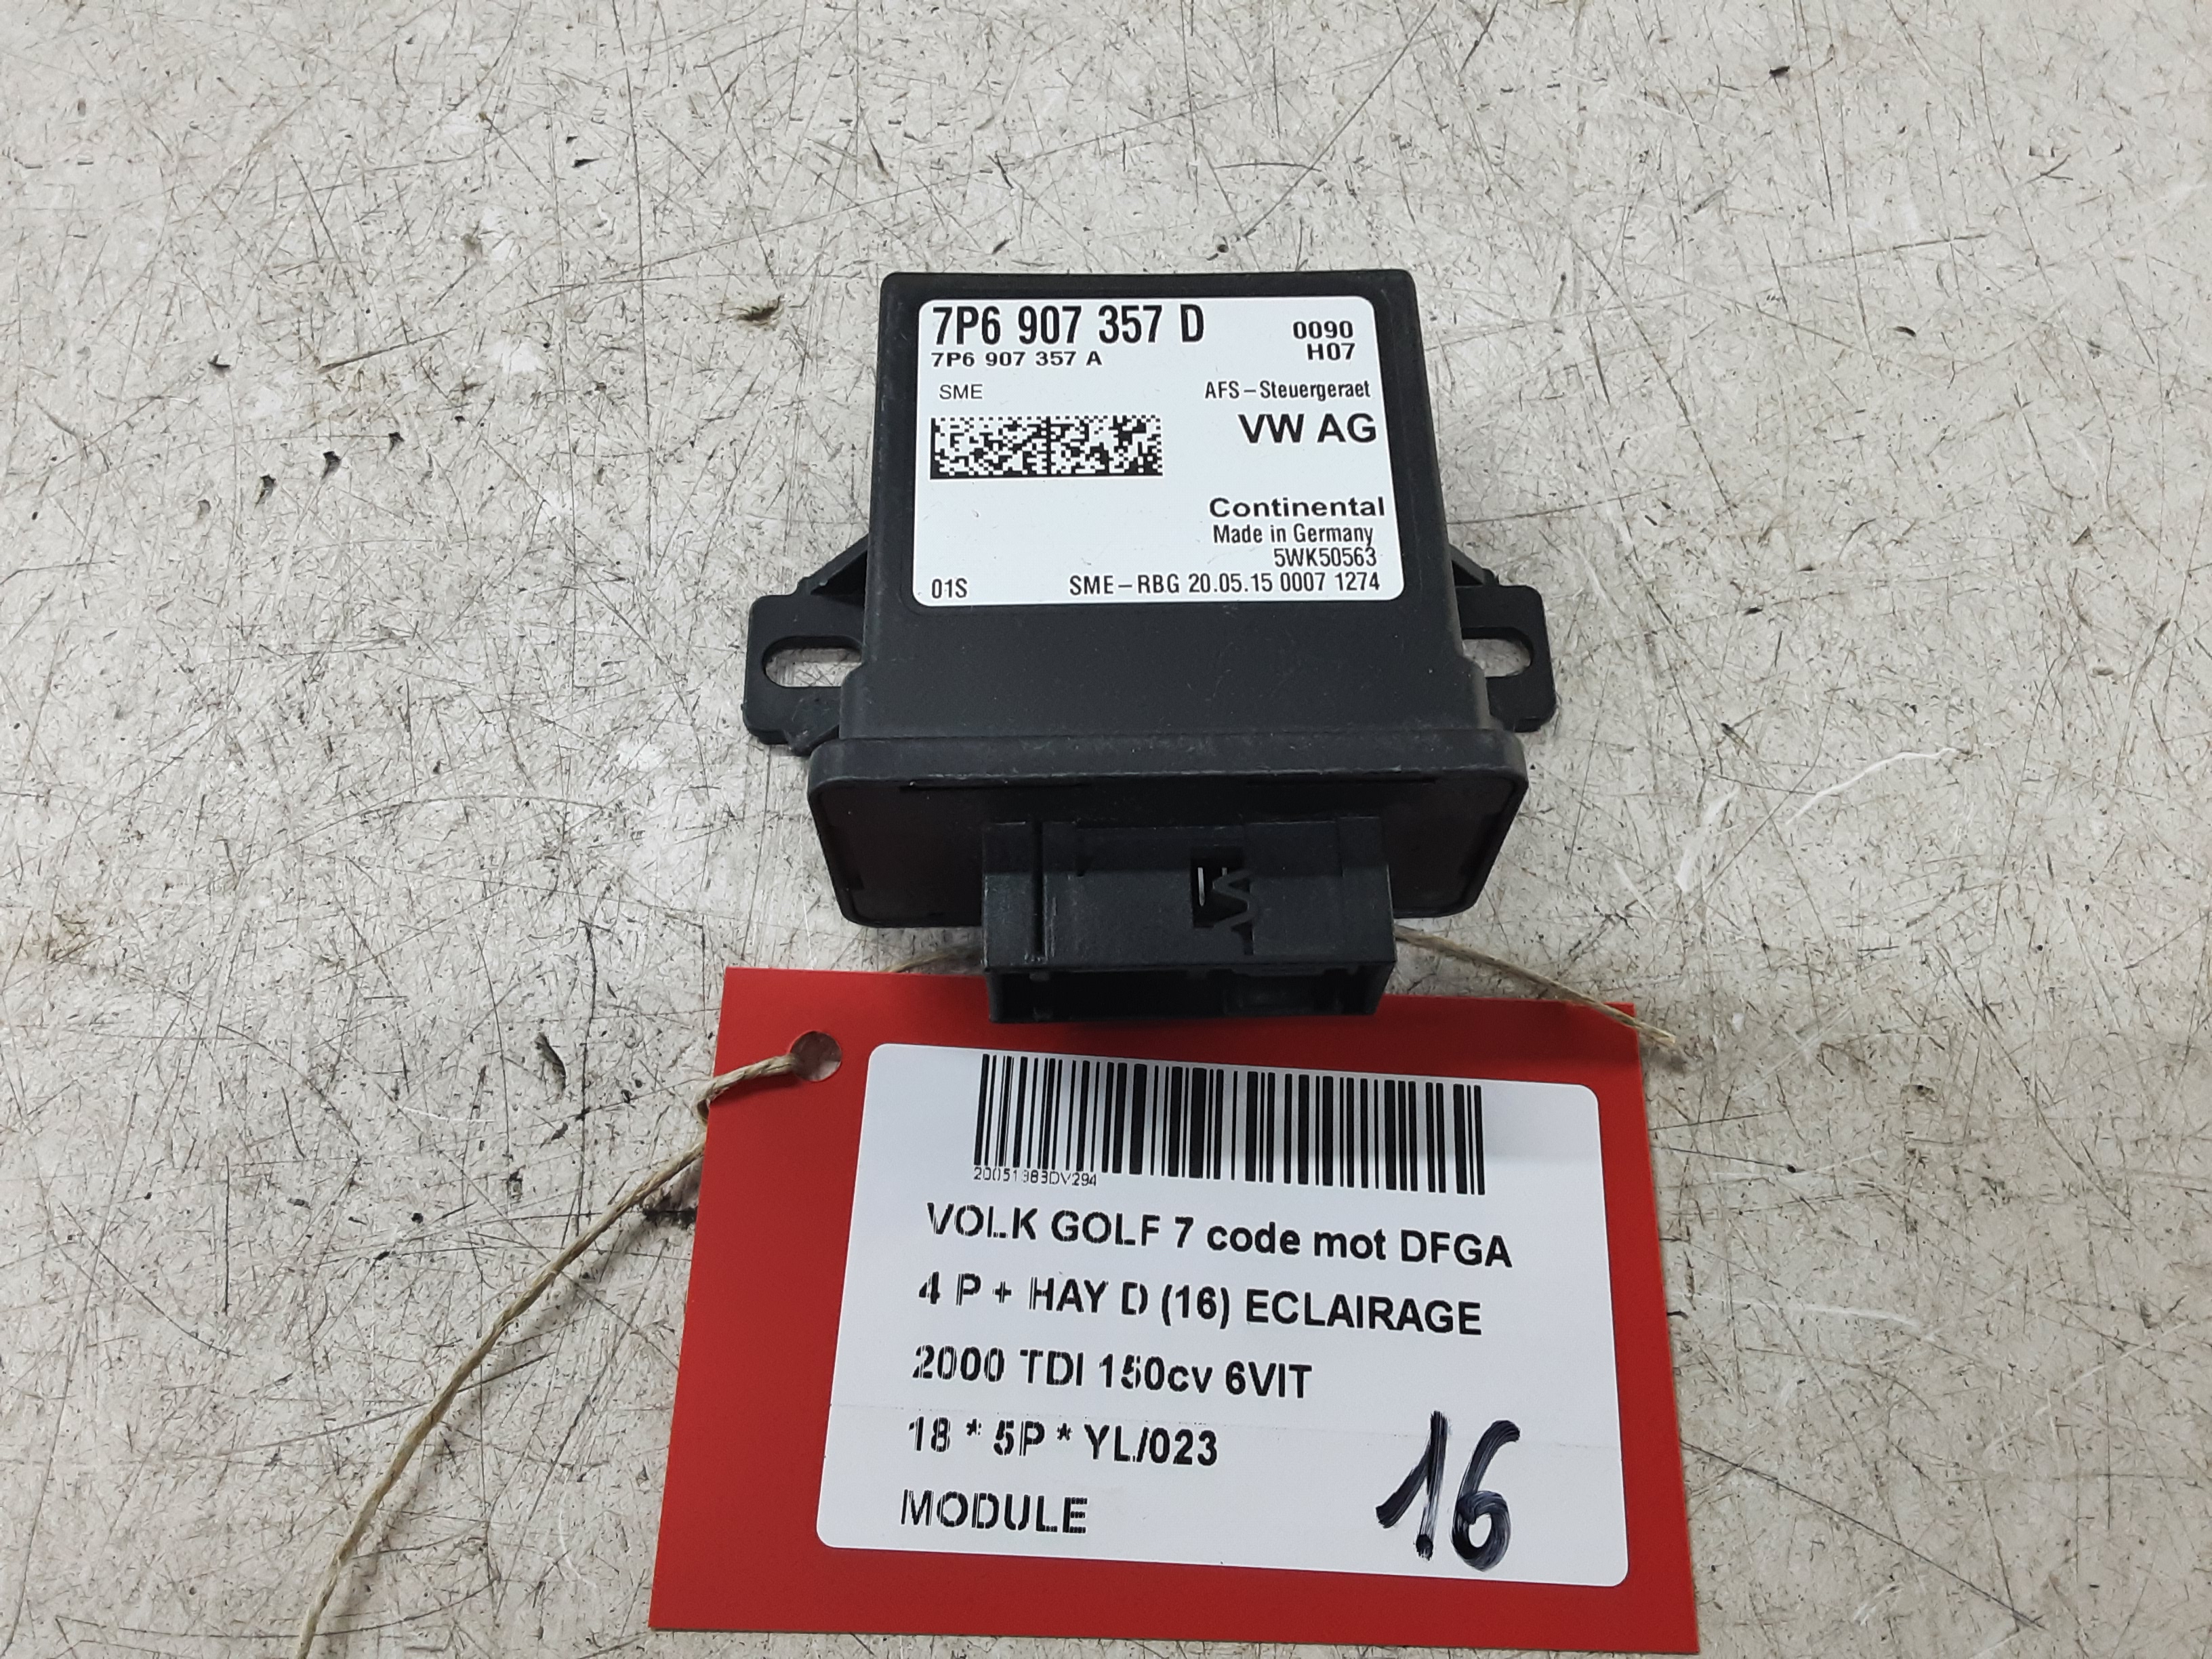 7P6 907 357 D
0090
7P6 907 357 A
H07
SME
AFS-Steuergeraet
VW AG
Continental
Made in Germany
5WK50563
01S SME-RBG 20.05.15 0007 1274
20051383DV294
VOLK GOLF 7 code mot DFGA
4 P + HAY D (16) ECLAIRAGE
2000 TDI 150cv 6VIT
18 * 5P * YL/023
MODULE
16